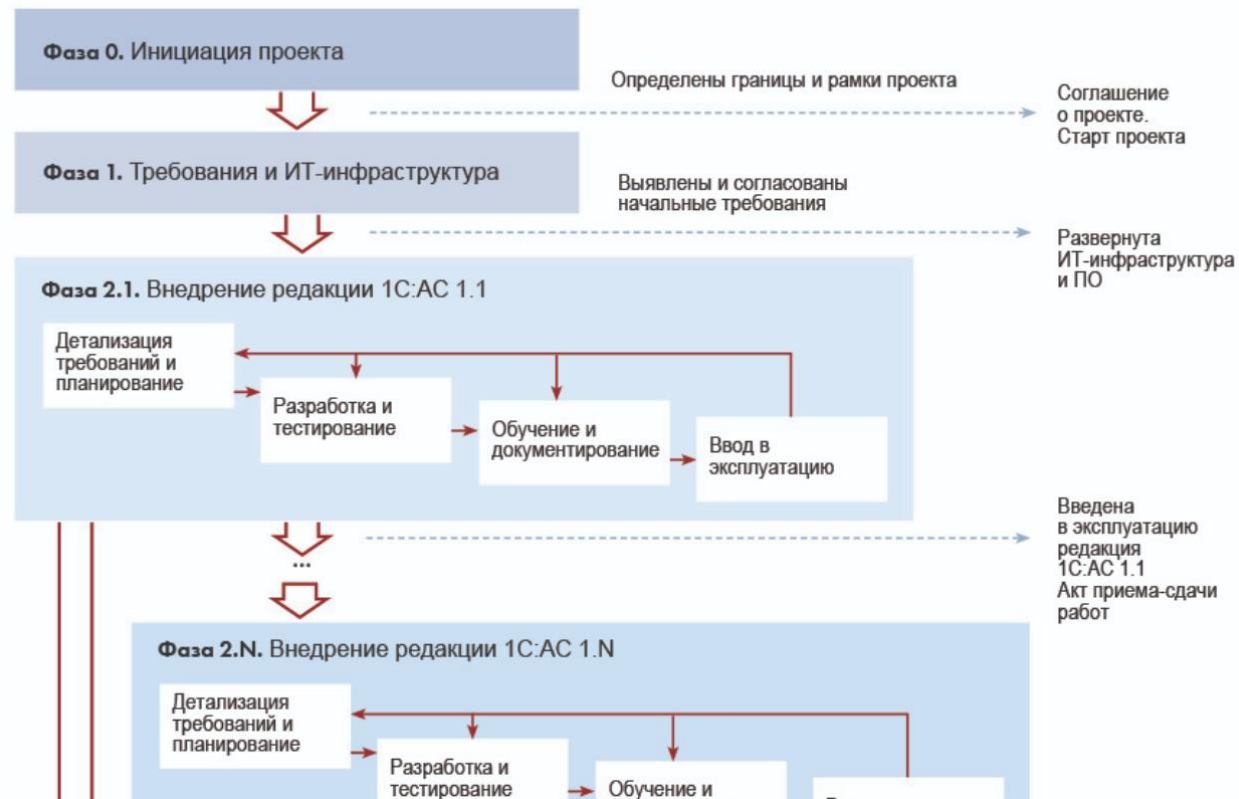 Фаза 0. Инициация проекта
Определены границы и рамки проекта
Соглашение
о проекте.
Старт проекта
Фаза 1. Требования и ИТ-инфраструктура
Выявлены и согласованы
начальные требования
Развернута
ИТ-инфраструктура
и ПО
Фаза 2.1. Внедрение редакции 1С:АС 1.1
Детализация
требований и
планирование
Разработка и
тестирование
Обучение и
документирование
Ввод в
эксплуатацию
Введена
в эксплуатацию
редакция
1С:АС 1.1
Акт приема-сдачи
работ
...
Фаза 2.N. Внедрение редакции 1С:АС 1.N
Детализация
требований и
планирование
Разработка и
тестирование
Обучение и